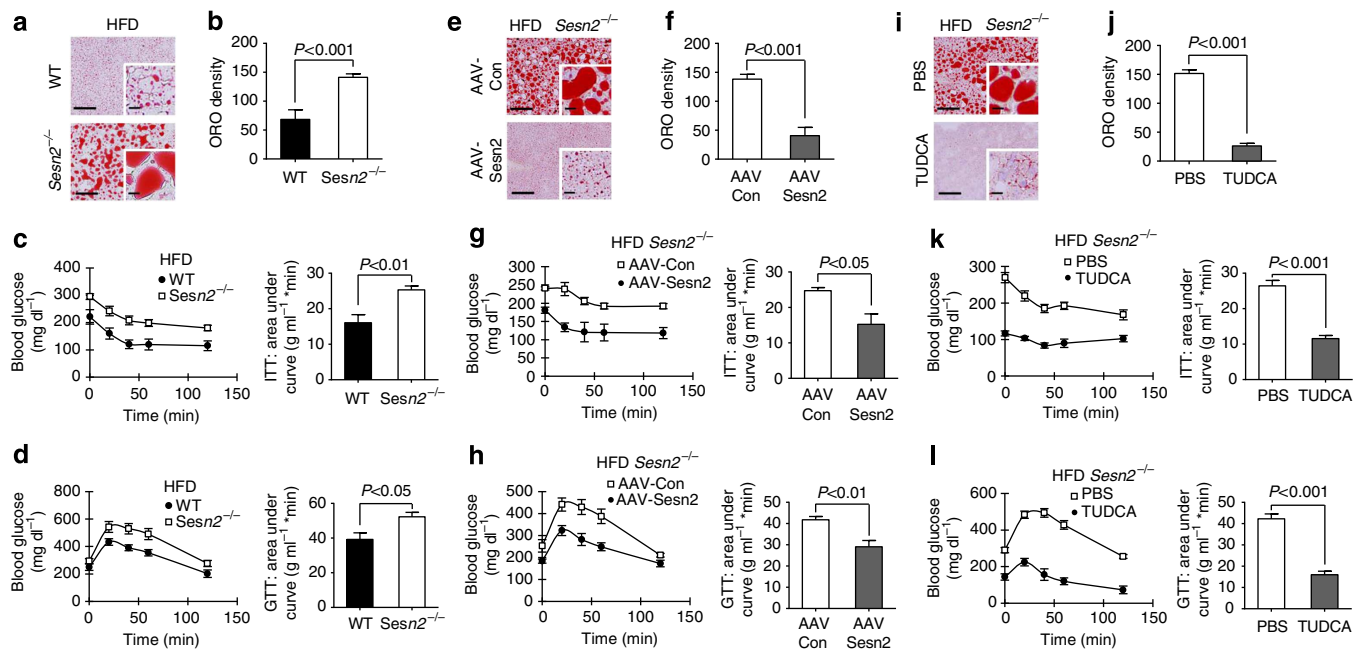 a
HFD
WT
Sesn2–/–
b
P<0.001
ORO density
200
150
100
50
0
WT Sesn2–/–
e
HFD Sesn2–/–
AAV-
Con
AAV-
Sesn2
f
P<0.001
ORO density
200
150
100
50
0
AAV
Con
AAV
Sesn2
i
HFD Sesn2–/–
PBS
TUDCA
j
P<0.001
ORO density
200
150
100
50
0
PBS TUDCA
c
HFD
WT
Sesn2–/–
Blood glucose
(mg dl–1)
400
300
200
100
0 50 100 150
Time (min)
P<0.01
ITT: area under
curve (g ml–1 *min)
40
30
20
10
0
WT Sesn2–/–
g
HFD Sesn2–/–
AAV-Con
AAV-Sesn2
Blood glucose
(mg dl–1)
300
250
200
150
100
50
0
0 50 100 150
Time (min)
P<0.05
ITT: area under
curve (g ml–1 *min)
30
20
10
0
AAV
Con
AAV
Sesn2
k
HFD Sesn2–/–
PBS
TUDCA
Blood glucose
(mg dl–1)
300
200
100
0
0 50 100 150
Time (min)
P<0.001
ITT: area under
curve (g ml–1 *min)
30
20
10
0
PBS TUDCA
d
HFD
WT
Sesn2–/–
Blood glucose
(mg dl–1)
800
600
400
200
0
0 50 100 150
Time (min)
P<0.05
GTT: area under
curve (g ml–1 *min)
60
40
20
0
WT Sesn2–/–
h
HFD Sesn2–/–
AAV-Con
AAV-Sesn2
Blood glucose
(mg dl–1)
500
400
300
200
100
0
0 50 100 150
Time (min)
P<0.01
GTT: area under
curve (g ml–1 *min)
50
40
30
20
10
0
AAV
Con
AAV
Sesn2
l
HFD Sesn2–/–
PBS
TUDCA
Blood glucose
(mg dl–1)
600
400
200
0
0 50 100 150
Time (min)
P<0.001
GTT: area under
curve (g ml–1 *min)
50
40
30
20
10
0
PBS TUDCA